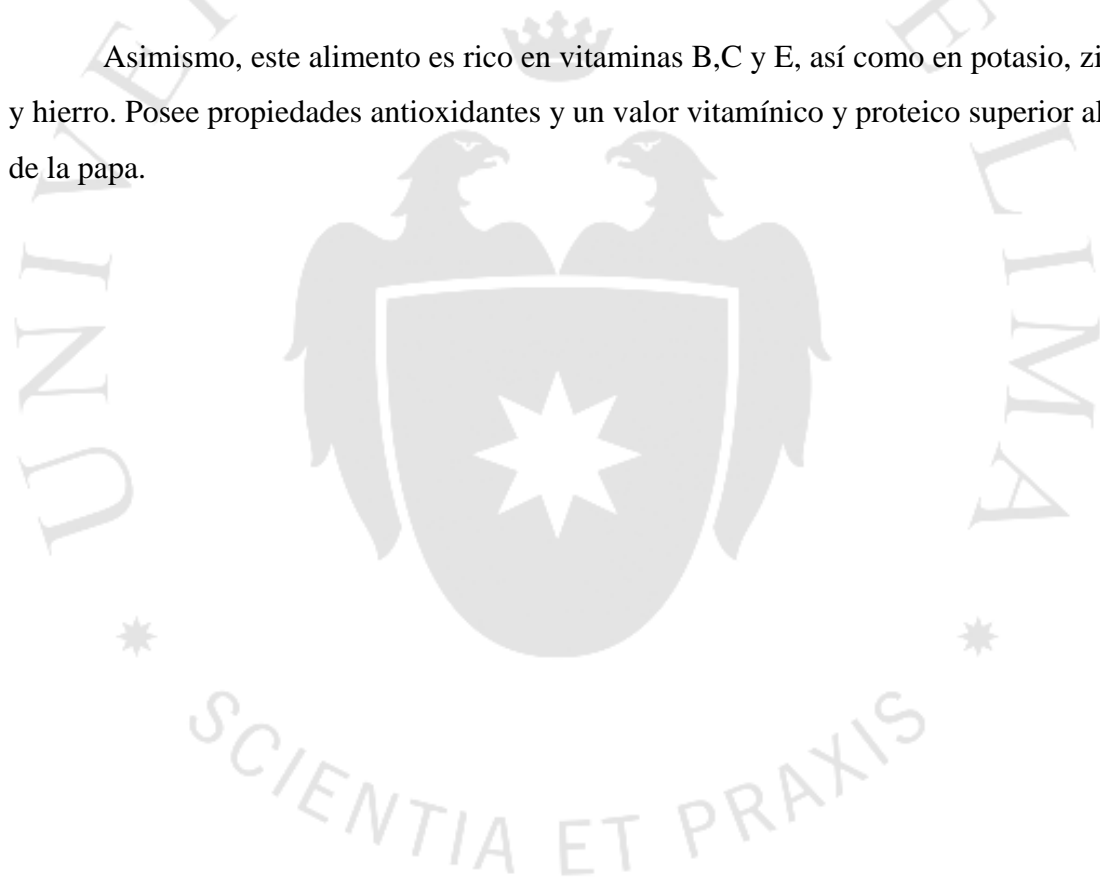 Asimismo, este alimento es rico en vitaminas B,C y E, así como en potasio,
y hierro. Posee propiedades antioxidantes y un valor vitamínico y proteico superior al
de la papa.
SCIENTIA ET PRAXIS
LIMA